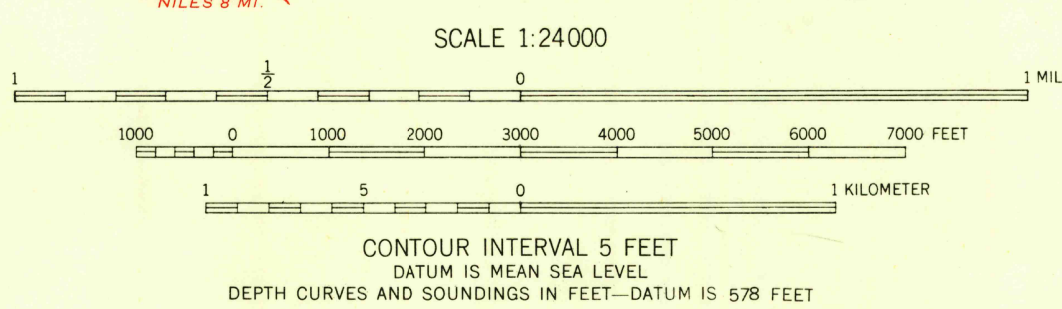 NILES 8 MI.
SCALE 1:24000
1 1/2 0 1 MIL
1000 0 1000 2000 3000 4000 5000 6000 7000 FEET
1 5 0 1 KILOMETER
CONTOUR INTERVAL 5 FEET
DATUM IS MEAN SEA LEVEL
DEPTH CURVES AND SOUNDINGS IN FEET—DATUM IS 578 FEET